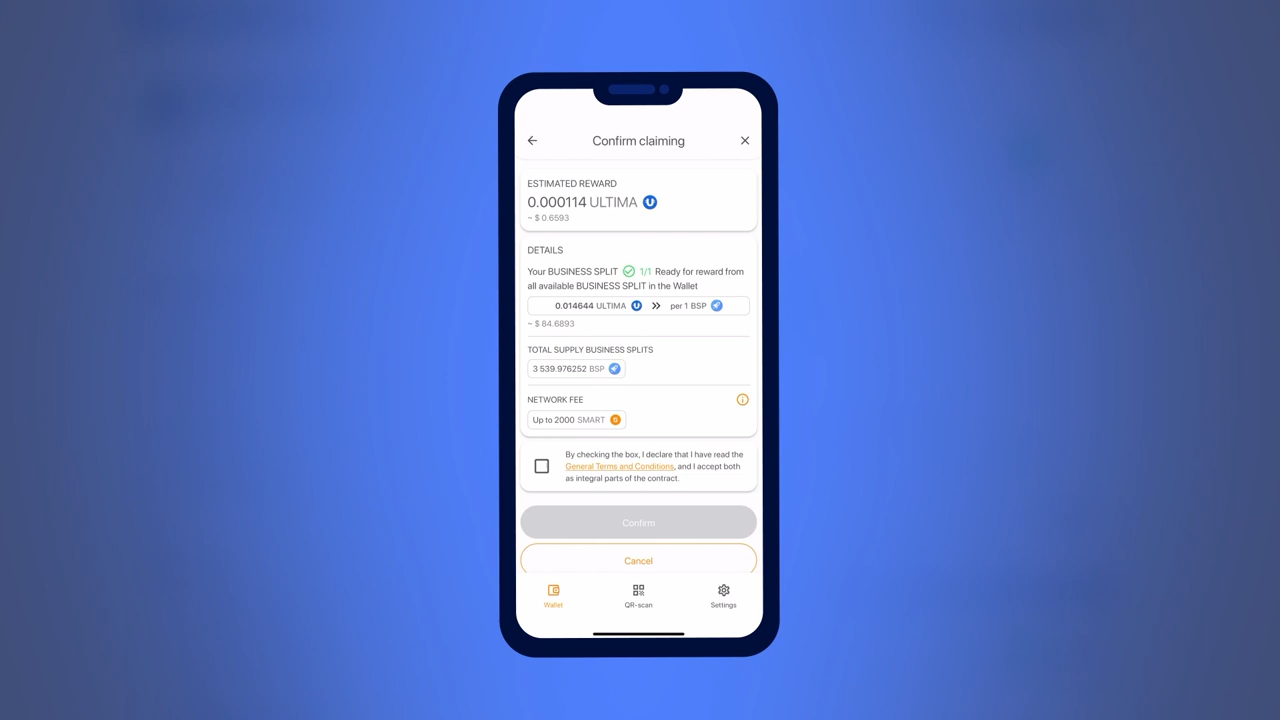 Confirm claiming
ESTIMATED REWARD
0.000114 ULTIMA
~ $ 0.6593
DETAILS
Your BUSINESS SPLIT 1/1 Ready for reward from
all available BUSINESS SPLIT in the Wallet
0.014644 ULTIMA per 1 BSP
~ $ 84.6893
TOTAL SUPPLY BUSINESS SPLITS
3 539.976252 BSP
NETWORK FEE
Up to 2000 SMART
By checking the box, I declare that I have read the
General Terms and Conditions, and I accept both
as integral parts of the contract.
Confirm
Cancel
Wallet QR-scan Settings